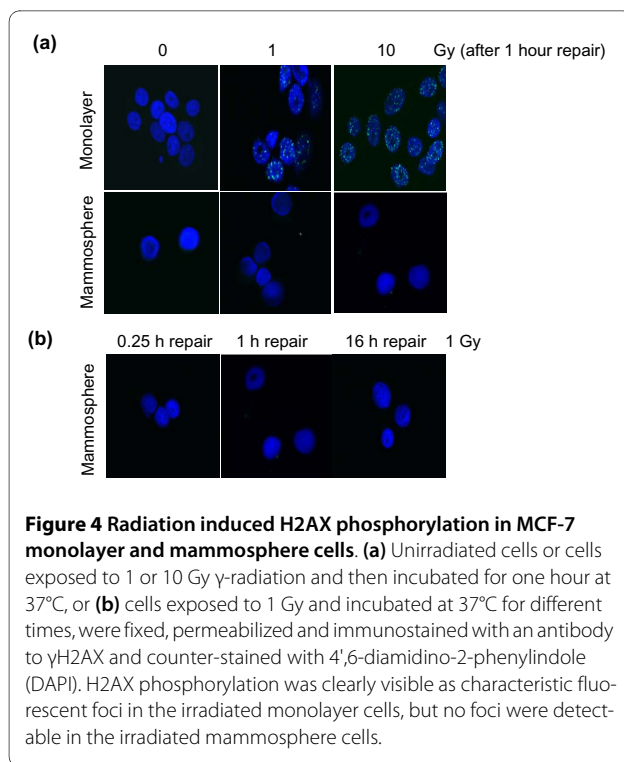 (a)
0 1 10 Gy (after 1 hour repair)
Monolayer
Mammosphere
(b)
0.25 h repair 1 h repair 16 h repair 1 Gy
Mammosphere
Figure 4 Radiation induced H2AX phosphorylation in MCF-7
monolayer and mammosphere cells. (a) Unirradiated cells or cells
exposed to 1 or 10 Gy γ-radiation and then incubated for one hour at
37°C, or (b) cells exposed to 1 Gy and incubated at 37°C for different
times, were fixed, permeabilized and immunostained with an antibody
to γH2AX and counter-stained with 4',6-diamidino-2-phenylindole
(DAPI). H2AX phosphorylation was clearly visible as characteristic fluo-
rescent foci in the irradiated monolayer cells, but no foci were detect-
able in the irradiated mammosphere cells.